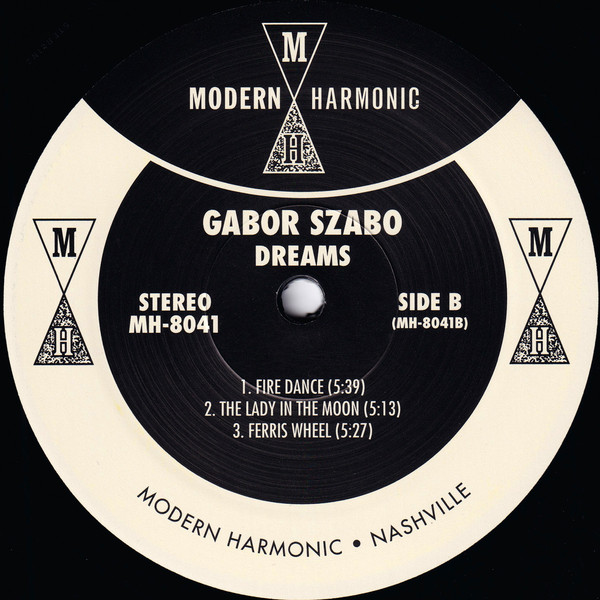 M
MODERN HARMONIC
H
GABOR SZABO
DREAMS
M
H
M
H
STEREO
MH-8041
SIDE B
(MH-8041B)
1. FIRE DANCE (5:39)
2. THE LADY IN THE MOON (5:13)
3. FERRIS WHEEL (5:27)
MODERN HARMONIC • NASHVILLE